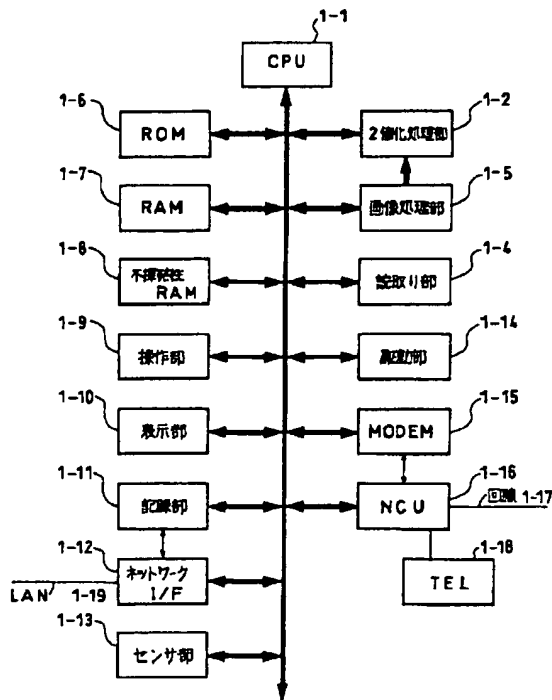 1-1
CPU
1-6
ROM
1-2
2値化処理部
1-7
RAM
1-5
画像処理部
1-8
不揮発性
RAM
1-4
読取り部
1-9
操作部
1-14
駆動部
1-10
表示部
1-15
MODEM
1-11
記録部
1-16
NCU
回線 1-17
1-12
ネットワーク
I/F
LAN
1-19
1-18
TEL
1-13
センサ部